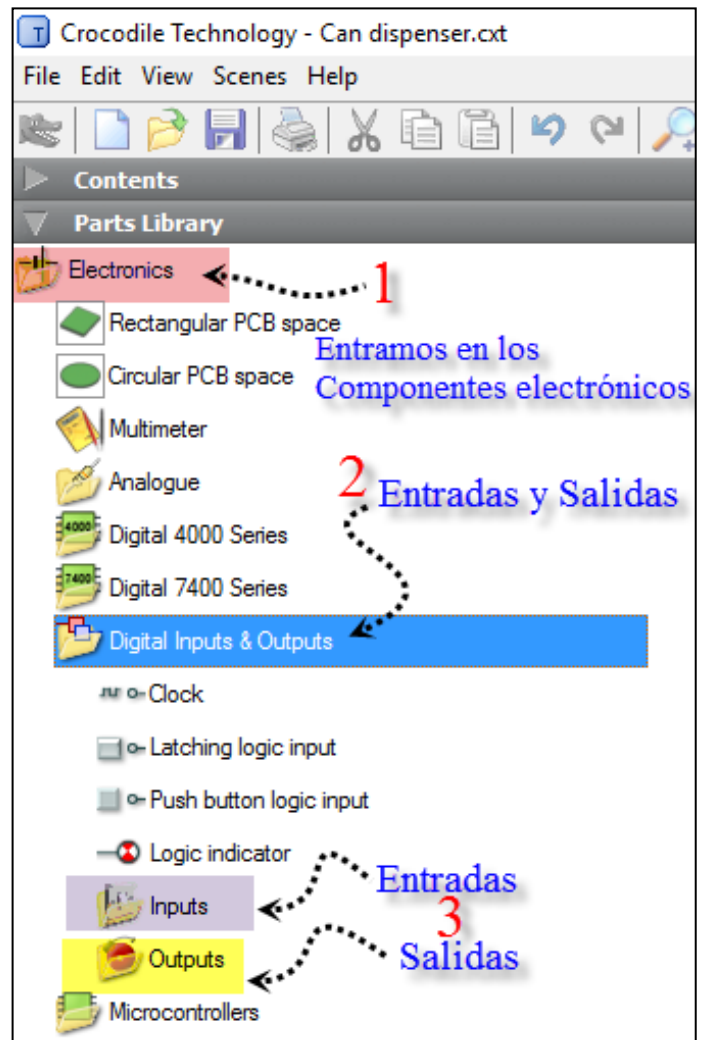 Crocodile Technology - Can dispenser.cxt
File Edit View Scenes Help
Contents
Parts Library
Electronics
1
Rectangular PCB space
Entramos en los
Circular PCB space
Componentes electrónicos
Multimeter
Analogue
2 Entradas y Salidas
4000
Digital 4000 Series
7400
Digital 7400 Series
Digital Inputs & Outputs
Clock
Latching logic input
Push button logic input
Logic indicator
Entradas
Inputs
3
Outputs
Salidas
Microcontrollers